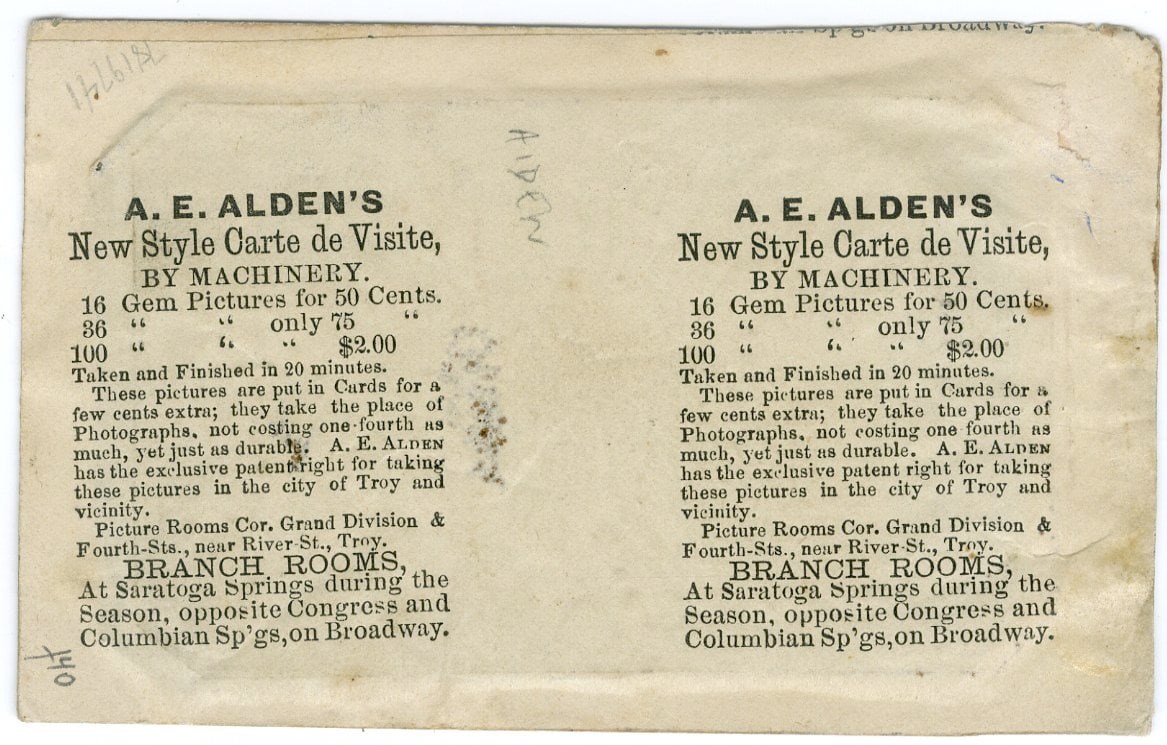 Sp'gs on Broadway.
ALDEN
A. E. ALDEN'S
New Style Carte de Visite,
BY MACHINERY.
16 Gem Pictures for 50 Cents.
36 “ “ only 75 “
100 “ “ “ $2.00
Taken and Finished in 20 minutes.
These pictures are put in Cards for a
few cents extra; they take the place of
Photographs, not costing one-fourth as
much, yet just as durable. A. E. ALDEN
has the exclusive patent right for taking
these pictures in the city of Troy and
vicinity.
Picture Rooms Cor. Grand Division &
Fourth-Sts., near River-St., Troy.
BRANCH ROOMS,
At Saratoga Springs during the
Season, opposite Congress and
Columbian Sp'gs, on Broadway.
40
A. E. ALDEN'S
New Style Carte de Visite,
BY MACHINERY.
16 Gem Pictures for 50 Cents.
36 “ “ only 75 “
100 “ “ “ $2.00
Taken and Finished in 20 minutes.
These pictures are put in Cards for a
few cents extra; they take the place of
Photographs, not costing one fourth as
much, yet just as durable. A. E. ALDEN
has the exclusive patent right for taking
these pictures in the city of Troy and
vicinity.
Picture Rooms Cor. Grand Division &
Fourth-Sts., near River-St., Troy.
BRANCH ROOMS,
At Saratoga Springs during the
Season, opposite Congress and
Columbian Sp'gs, on Broadway.